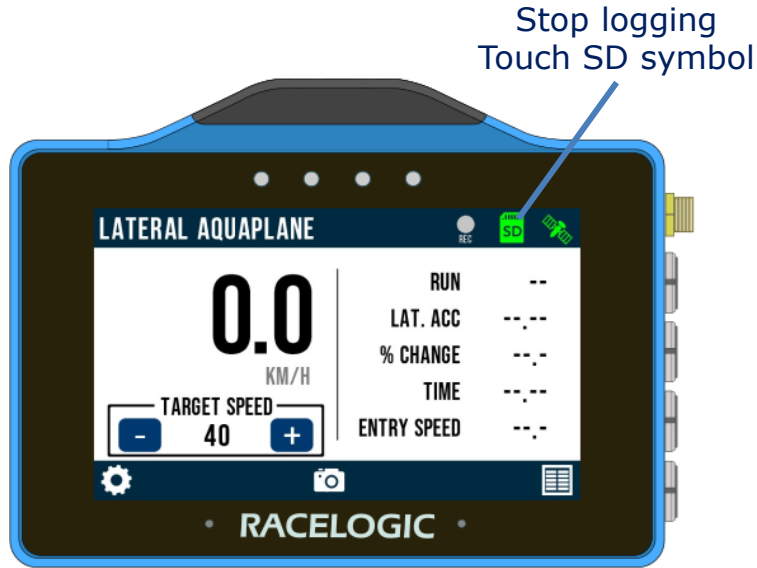 Stop logging
Touch SD symbol
LATERAL AQUAPLANE
REC
SD
0.0
KM/H
TARGET SPEED
- 40 +
RUN --
LAT. ACC --.--
% CHANGE --.-
TIME --.--
ENTRY SPEED --.-
RACELOGIC